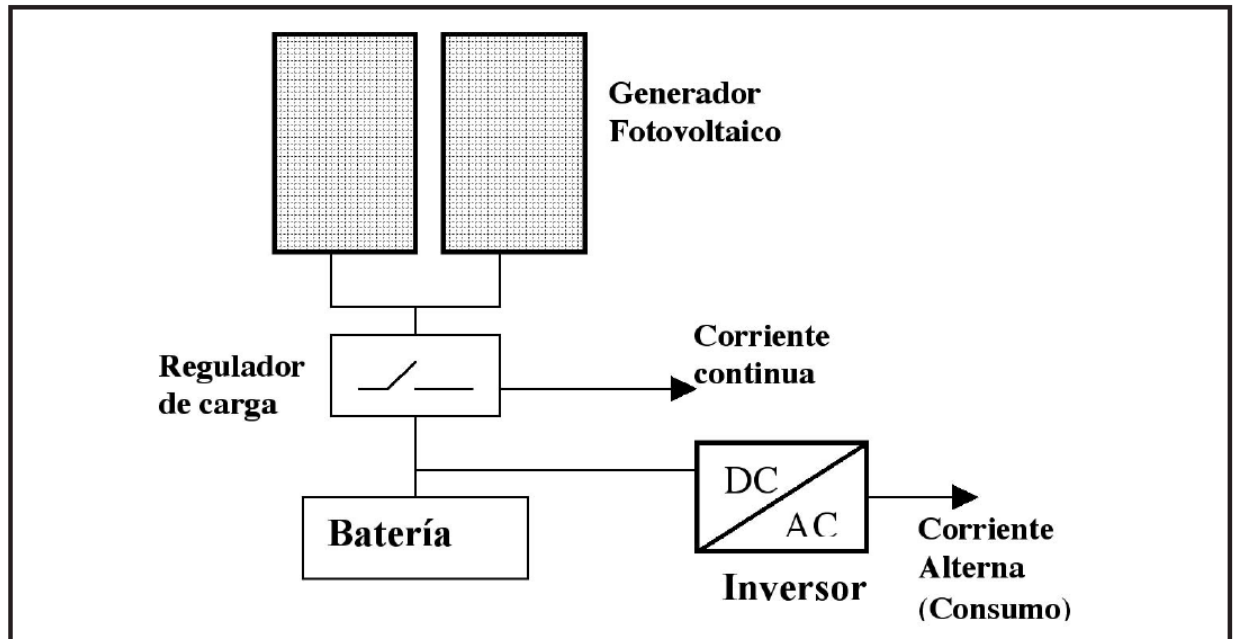 Generador
Fotovoltaico
Corriente
continua
Regulador
de carga
DC
AC
Batería
Inversor
Corriente
Alterna
(Consumo)